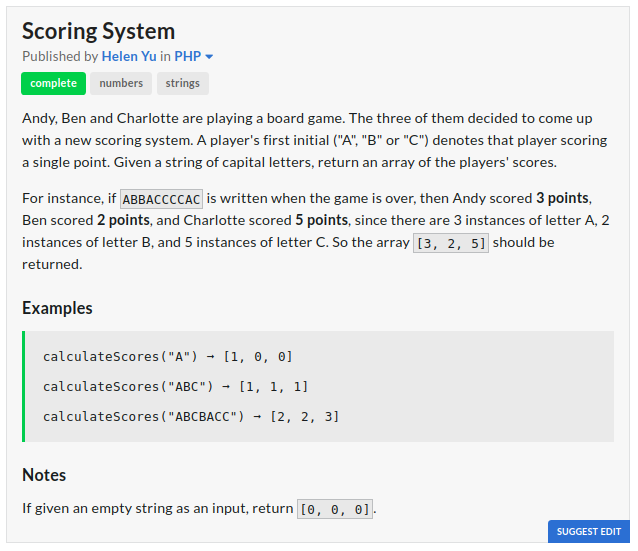 Scoring System
Published by Helen Yu in PHP
complete numbers strings
Andy, Ben and Charlotte are playing a board game. The three of them decided to come up
with a new scoring system. A player's first initial ("A", "B" or "C") denotes that player scoring
a single point. Given a string of capital letters, return an array of the players' scores.
For instance, if ABBACCCCAC is written when the game is over, then Andy scored 3 points,
Ben scored 2 points, and Charlotte scored 5 points, since there are 3 instances of letter A, 2
instances of letter B, and 5 instances of letter C. So the array [3, 2, 5] should be
returned.
Examples
calculateScores("A") → [1, 0, 0]
calculateScores("ABC") → [1, 1, 1]
calculateScores("ABCBACC") → [2, 2, 3]
Notes
If given an empty string as an input, return [0, 0, 0].
SUGGEST EDIT